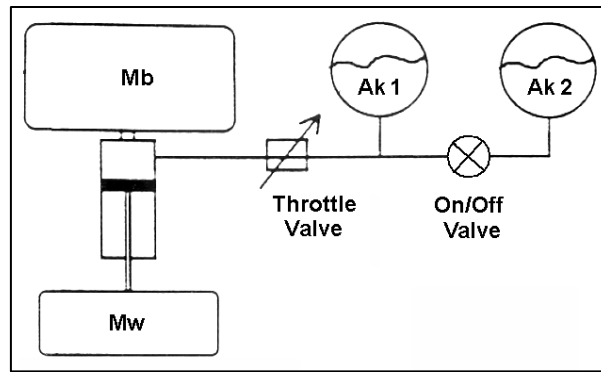 Mb
Ak 1
Ak 2
Throttle
Valve
On/Off
Valve
Mw